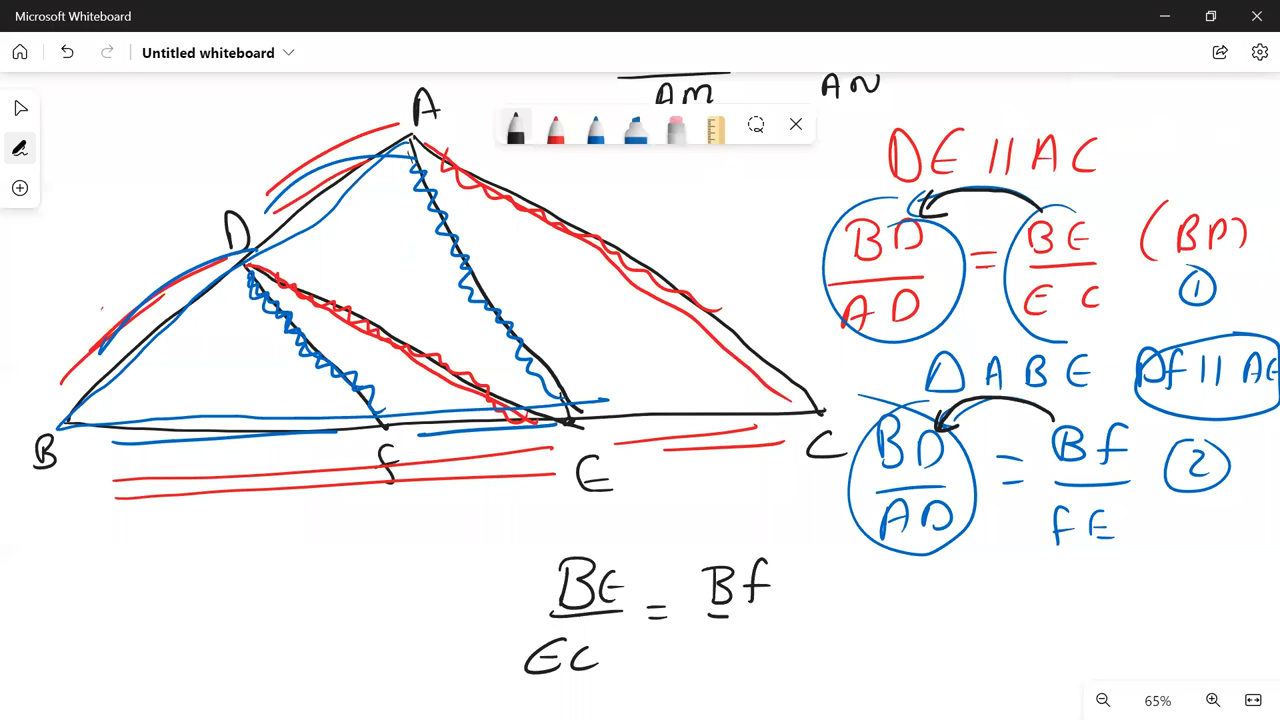 Microsoft Whiteboard
Untitled whiteboard
AM AN
A
D
B
F
E
C
DE || AC
BD/AD = BE/EC (BP)
①
△ ABE DF || AE
BD/AD = BF/FE ②
BE/EC = BF
65%